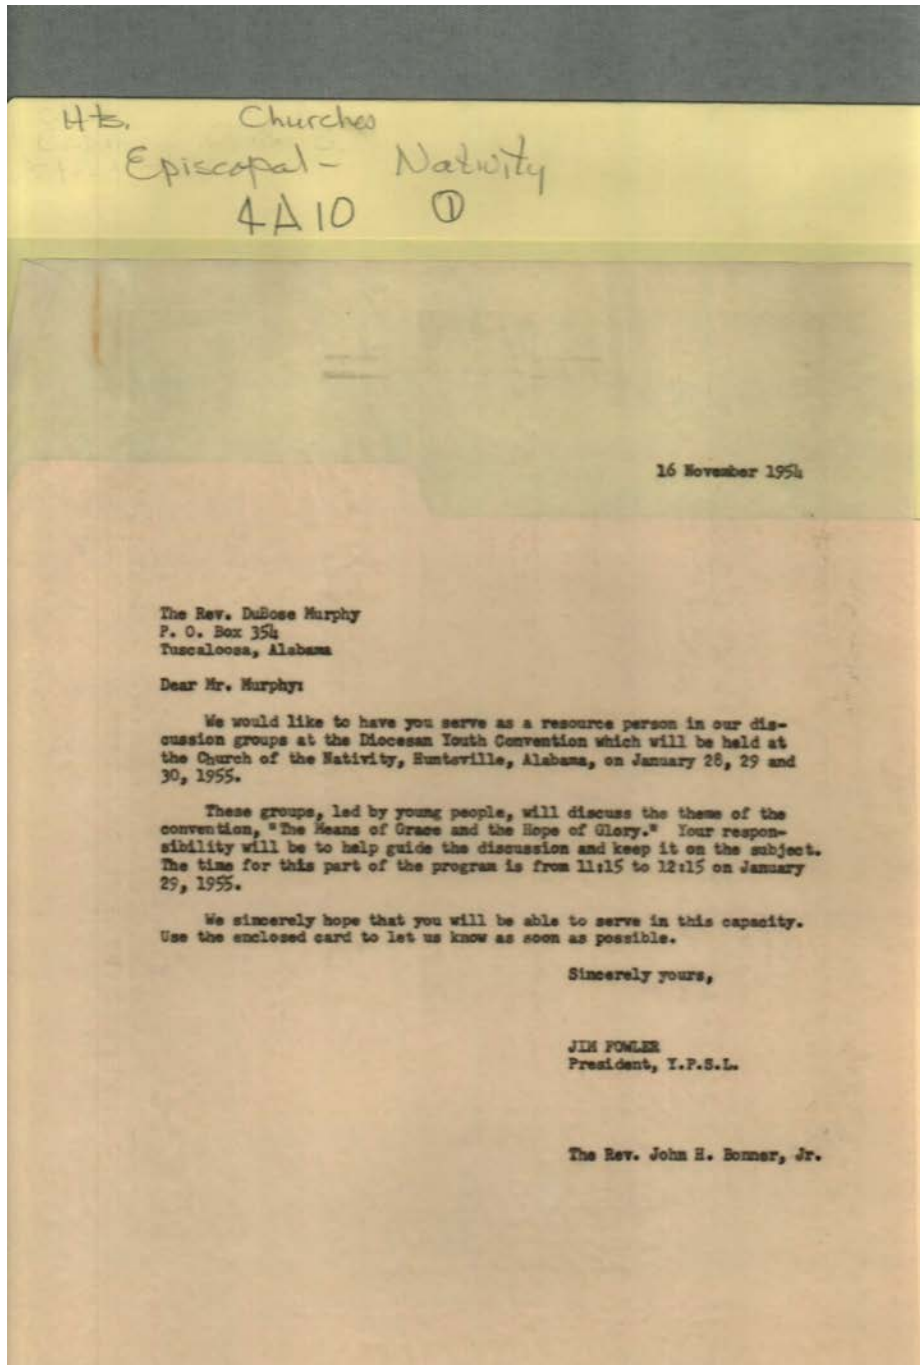 Hts. Churches
Episcopal - Nativity
4A10 ①
16 November 1954
The Rev. DuBose Murphy
P. O. Box 354
Tuscaloosa, Alabama
Dear Mr. Murphy:
We would like to have you serve as a resource person in our dis-
cussion groups at the Diocesan Youth Convention which will be held at
the Church of the Nativity, Huntsville, Alabama, on January 28, 29 and
30, 1955.
These groups, led by young people, will discuss the theme of the
convention, "The Means of Grace and the Hope of Glory." Your respon-
sibility will be to help guide the discussion and keep it on the subject.
The time for this part of the program is from 11:15 to 12:15 on January
29, 1955.
We sincerely hope that you will be able to serve in this capacity.
Use the enclosed card to let us know as soon as possible.
Sincerely yours,
JIM FOWLER
President, Y.P.S.L.
The Rev. John H. Bonner, Jr.